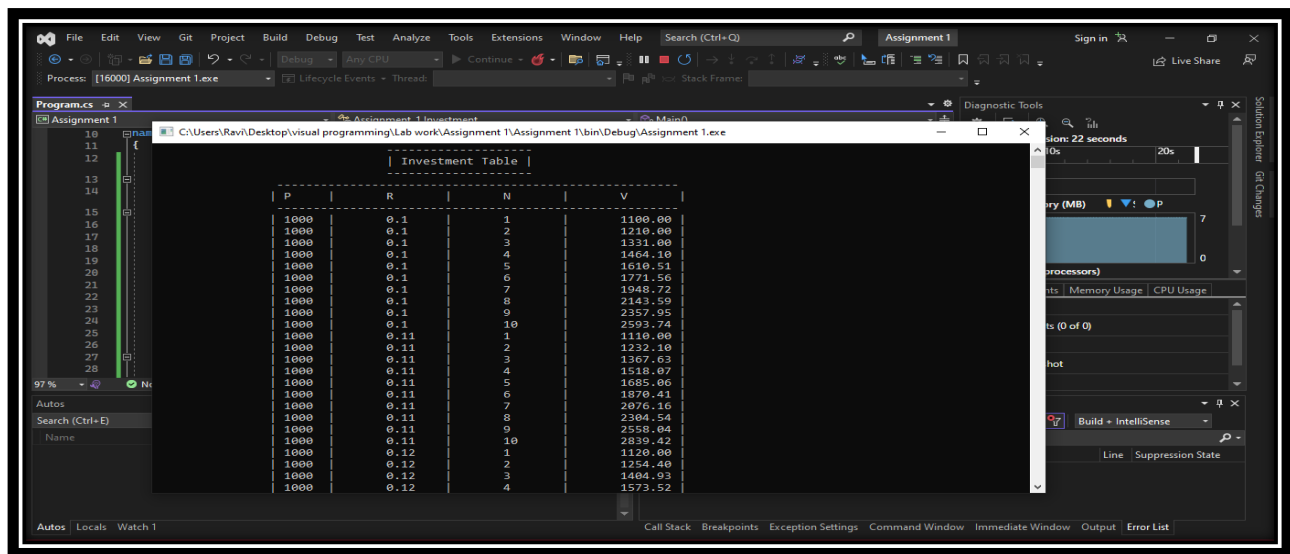 File Edit View Git Project Build Debug Test Analyze Tools Extensions Window Help Search (Ctrl+Q) Assignment 1 Sign in
Debug Any CPU Continue Live Share
Process: [16000] Assignment 1.exe Lifecycle Events Thread: Stack Frame:
Program.cs Diagnostic Tools
Assignment 1 Assignment_1.Investment Main()
C:\Users\Ravi\Desktop\visual programming\Lab work\Assignment 1\Assignment 1\bin\Debug\Assignment 1.exe
10
11 {
12
13
14
15
16
17
18
19
20
21
22
23
24
25
26
27
28
97 %
--------------------
| Investment Table |
--------------------
| P | R | N | V |
| 1000 | 0.1 | 1 | 1100.00 |
| 1000 | 0.1 | 2 | 1210.00 |
| 1000 | 0.1 | 3 | 1331.00 |
| 1000 | 0.1 | 4 | 1464.10 |
| 1000 | 0.1 | 5 | 1610.51 |
| 1000 | 0.1 | 6 | 1771.56 |
| 1000 | 0.1 | 7 | 1948.72 |
| 1000 | 0.1 | 8 | 2143.59 |
| 1000 | 0.1 | 9 | 2357.95 |
| 1000 | 0.1 | 10 | 2593.74 |
| 1000 | 0.11 | 1 | 1110.00 |
| 1000 | 0.11 | 2 | 1232.10 |
| 1000 | 0.11 | 3 | 1367.63 |
| 1000 | 0.11 | 4 | 1518.07 |
| 1000 | 0.11 | 5 | 1685.06 |
| 1000 | 0.11 | 6 | 1870.41 |
| 1000 | 0.11 | 7 | 2076.16 |
| 1000 | 0.11 | 8 | 2304.54 |
| 1000 | 0.11 | 9 | 2558.04 |
| 1000 | 0.11 | 10 | 2839.42 |
| 1000 | 0.12 | 1 | 1120.00 |
| 1000 | 0.12 | 2 | 1254.40 |
| 1000 | 0.12 | 3 | 1404.93 |
| 1000 | 0.12 | 4 | 1573.52 |
sion: 22 seconds
10s 20s
ory (MB) P
7
0
processors)
nts Memory Usage CPU Usage
ts (0 of 0)
hot
Solution Explorer
Git Changes
Autos
Search (Ctrl+E)
Name
Build + IntelliSense
Line Suppression State
Autos Locals Watch 1
Call Stack Breakpoints Exception Settings Command Window Immediate Window Output Error List